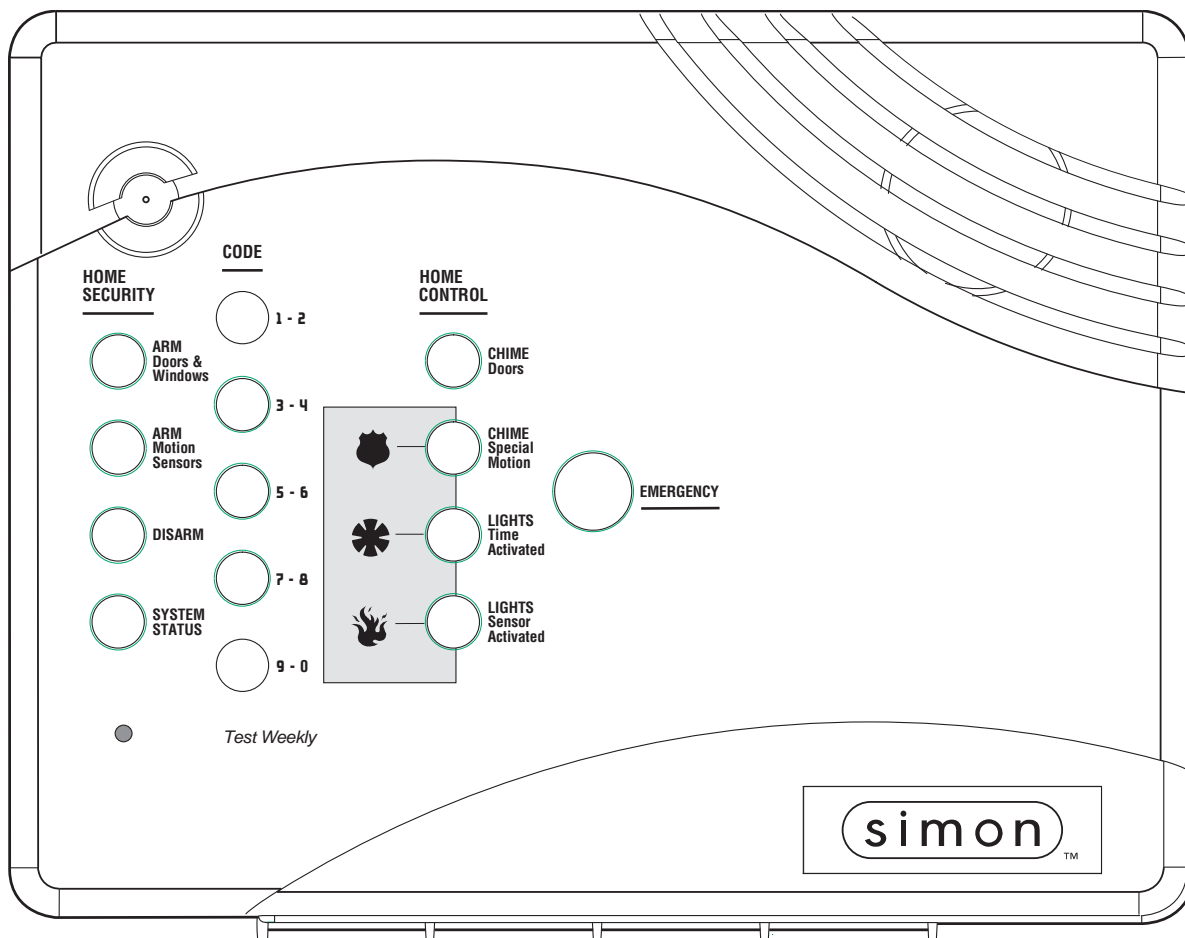 CODE
HOME
SECURITY
HOME
CONTROL
1 - 2
ARM
Doors &
Windows
CHIME
Doors
3 - 4
ARM
Motion
Sensors
CHIME
Special
Motion
5 - 6
EMERGENCY
DISARM
LIGHTS
Time
Activated
7 - 8
SYSTEM
STATUS
LIGHTS
Sensor
Activated
9 - 0
Test Weekly
simon
TM